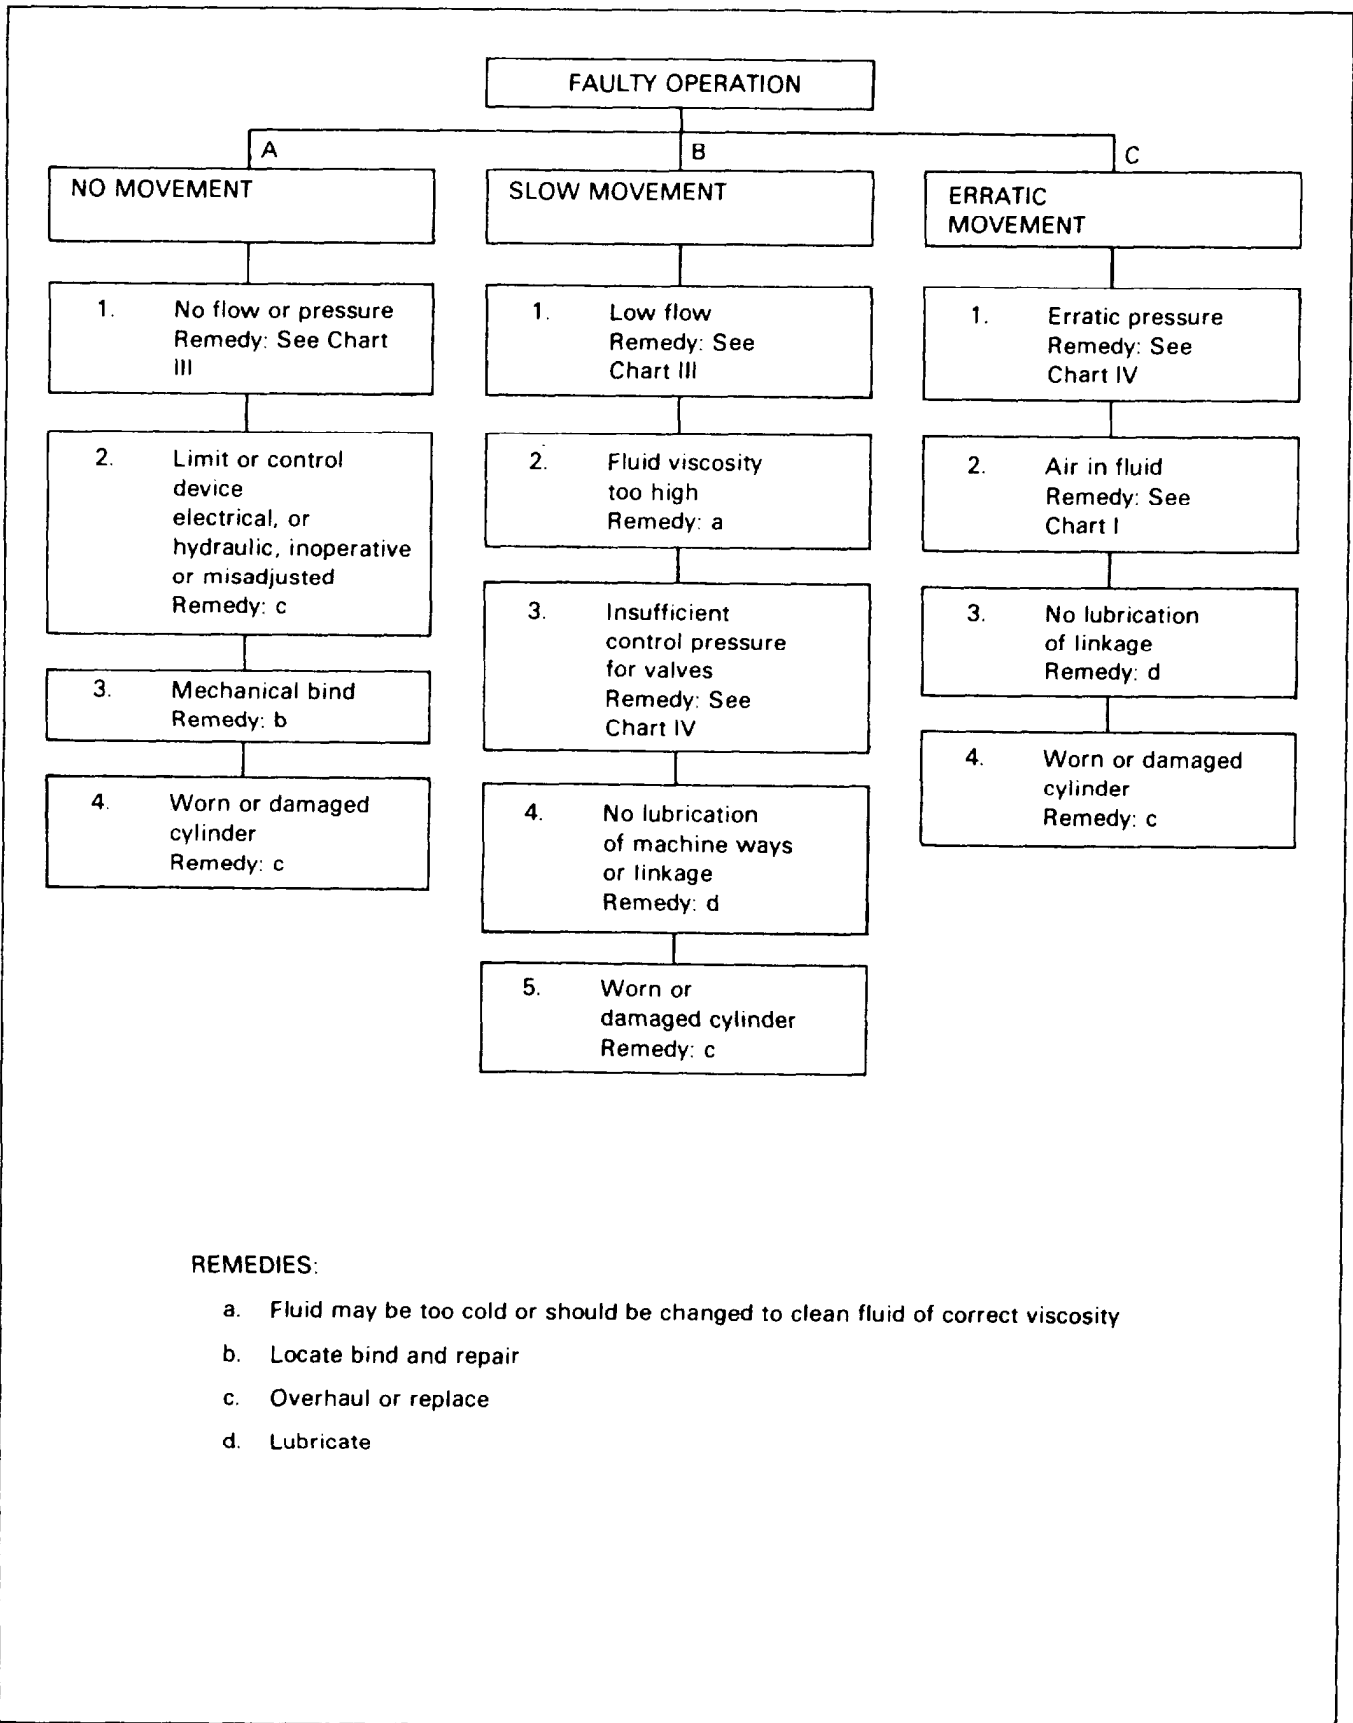 FAULTY OPERATION
A
NO MOVEMENT
1. No flow or pressure
Remedy: See Chart
III
2. Limit or control
device
electrical, or
hydraulic, inoperative
or misadjusted
Remedy: c
3. Mechanical bind
Remedy: b
4. Worn or damaged
cylinder
Remedy: c
B
SLOW MOVEMENT
1. Low flow
Remedy: See
Chart III
2. Fluid viscosity
too high
Remedy: a
3. Insufficient
control pressure
for valves
Remedy: See
Chart IV
4. No lubrication
of machine ways
or linkage
Remedy: d
5. Worn or
damaged cylinder
Remedy: c
C
ERRATIC
MOVEMENT
1. Erratic pressure
Remedy: See
Chart IV
2. Air in fluid
Remedy: See
Chart I
3. No lubrication
of linkage
Remedy: d
4. Worn or damaged
cylinder
Remedy: c
REMEDIES:
a. Fluid may be too cold or should be changed to clean fluid of correct viscosity
b. Locate bind and repair
c. Overhaul or replace
d. Lubricate